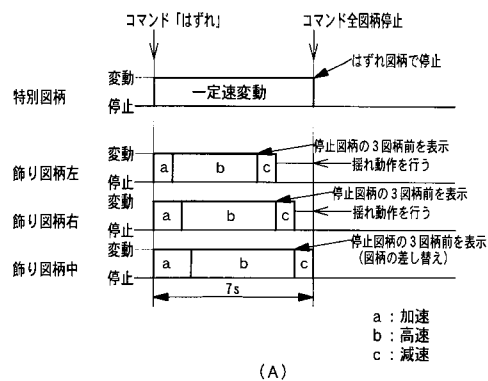 コマンド「はずれ」 コマンド全図柄停止
はずれ図柄で停止
特別図柄 変動 一定速変動
停止
停止図柄の3図柄前を表示
飾り図柄左 変動 a b c 揺れ動作を行う
停止
停止図柄の3図柄前を表示
飾り図柄右 変動 a b c 揺れ動作を行う
停止
停止図柄の3図柄前を表示
(図柄の差し替え)
飾り図柄中 変動 a b c
停止
7s
a:加速
b:高速
c:減速
(A)